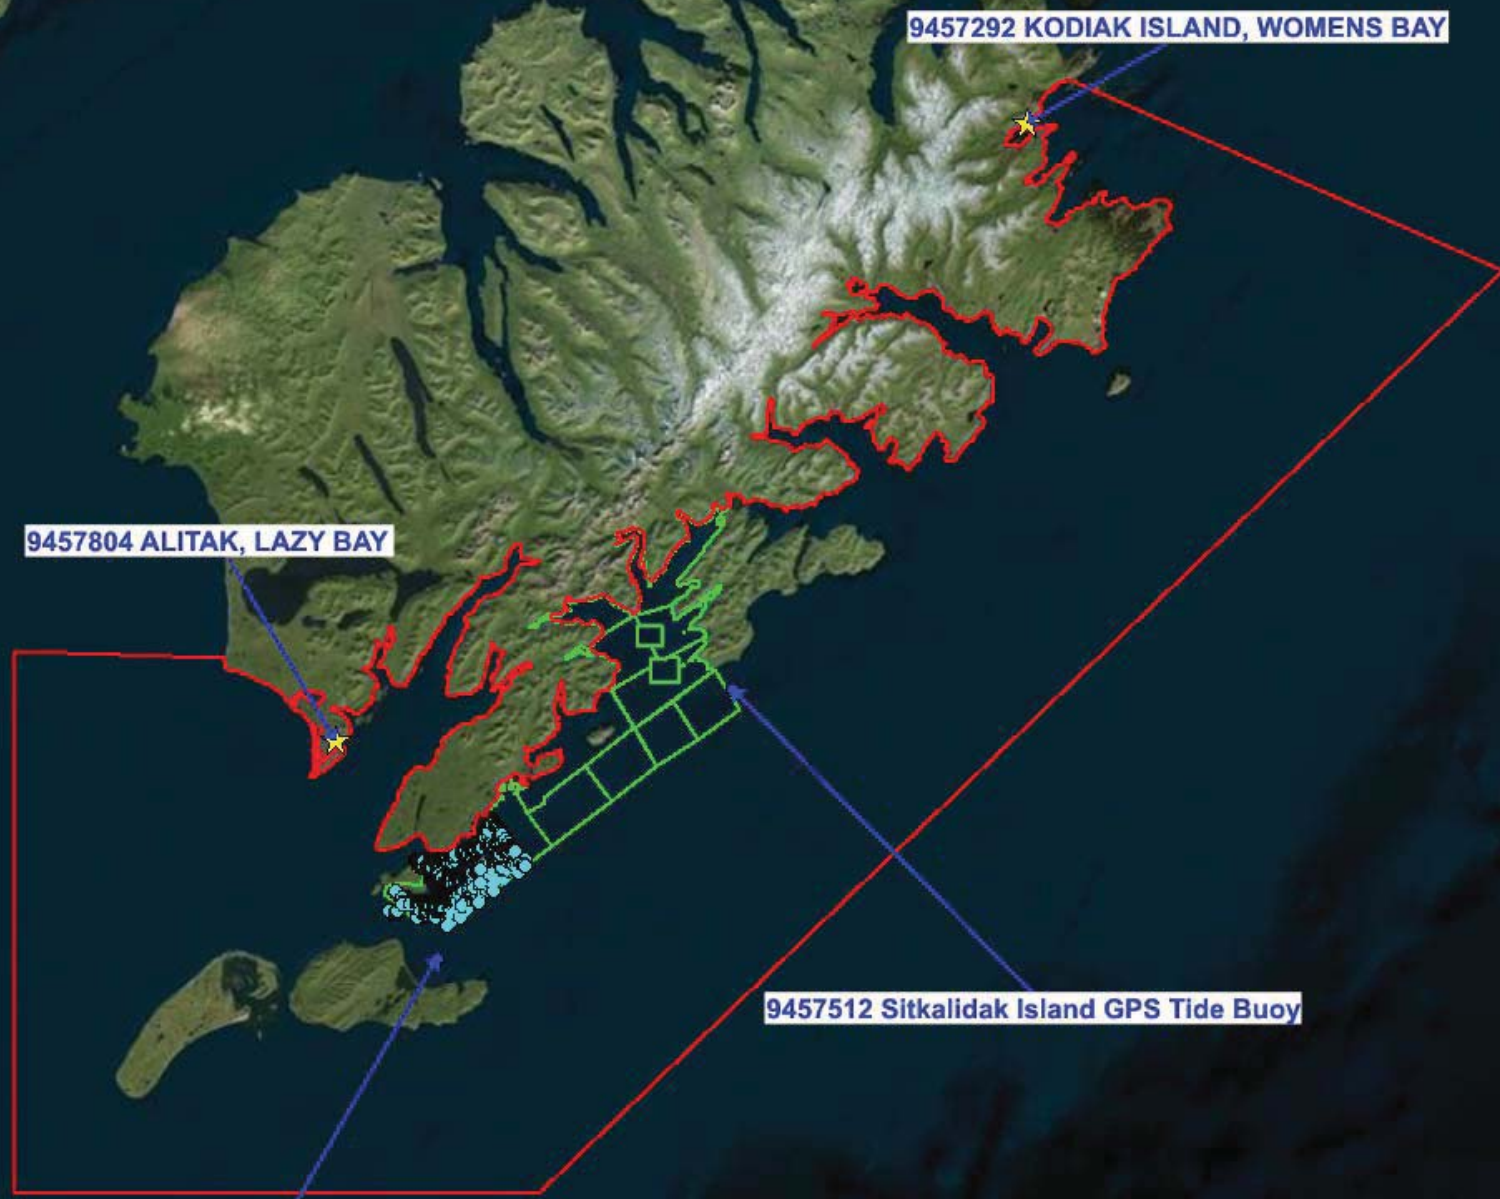 9457292 KODIAK ISLAND, WOMENS BAY
9457804 ALITAK, LAZY BAY
9457512 Sitkalidak Island GPS Tide Buoy